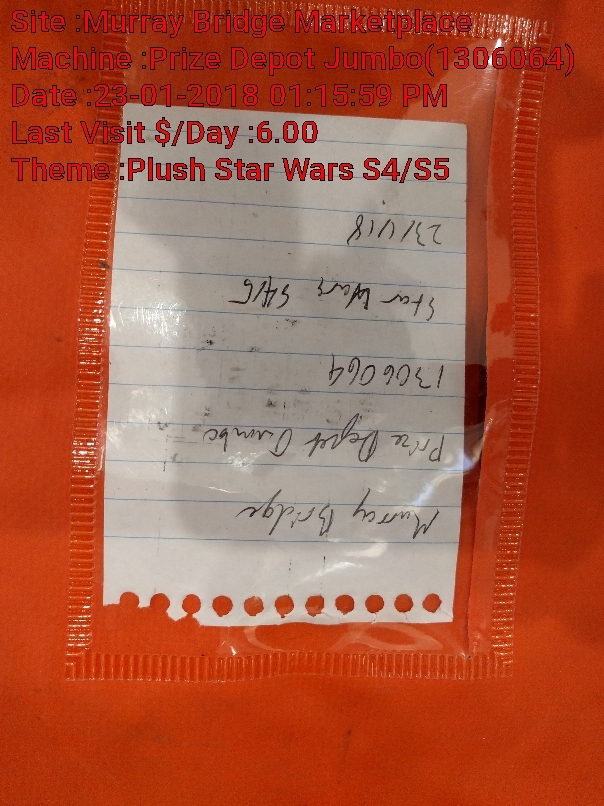 Site :Murray Bridge Marketplace
Machine :Prize Depot Jumbo(1306064)
Date :23-01-2018 01:15:59 PM
Last Visit $/Day :6.00
Theme :Plush Star Wars S4/S5
Murray Bridge
Prize Depot Jumbo
1306064
Star Wars S4/5
23/1/18